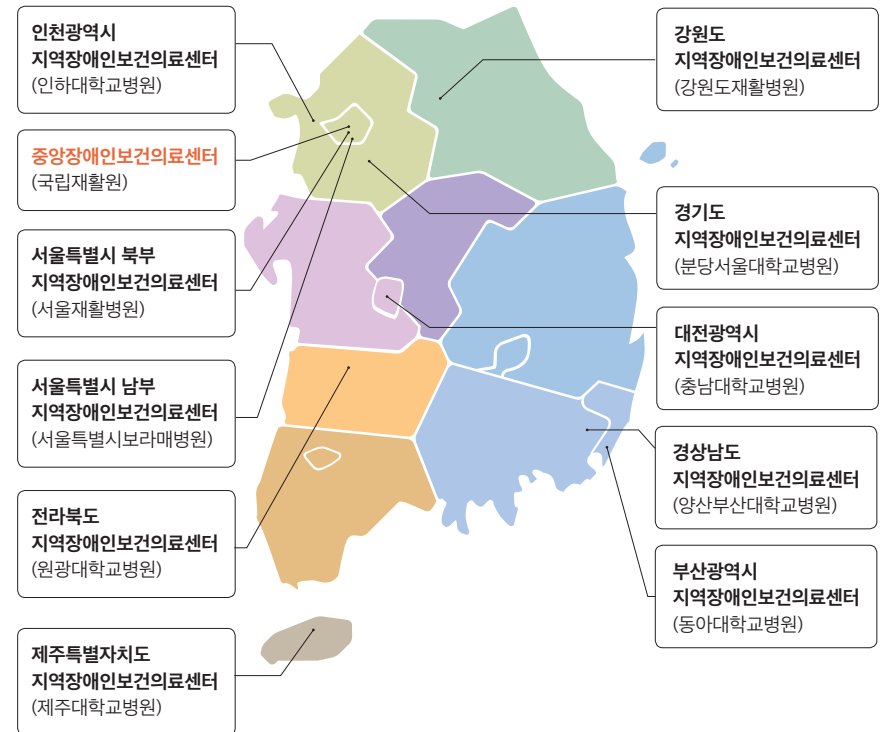 인천광역시
지역장애인보건의료센터
(인하대학교병원)
중앙장애인보건의료센터
(국립재활원)
서울특별시 북부
지역장애인보건의료센터
(서울재활병원)
서울특별시 남부
지역장애인보건의료센터
(서울특별시보라매병원)
전라북도
지역장애인보건의료센터
(원광대학교병원)
제주특별자치도
지역장애인보건의료센터
(제주대학교병원)
강원도
지역장애인보건의료센터
(강원도재활병원)
경기도
지역장애인보건의료센터
(분당서울대학교병원)
대전광역시
지역장애인보건의료센터
(충남대학교병원)
경상남도
지역장애인보건의료센터
(양산부산대학교병원)
부산광역시
지역장애인보건의료센터
(동아대학교병원)